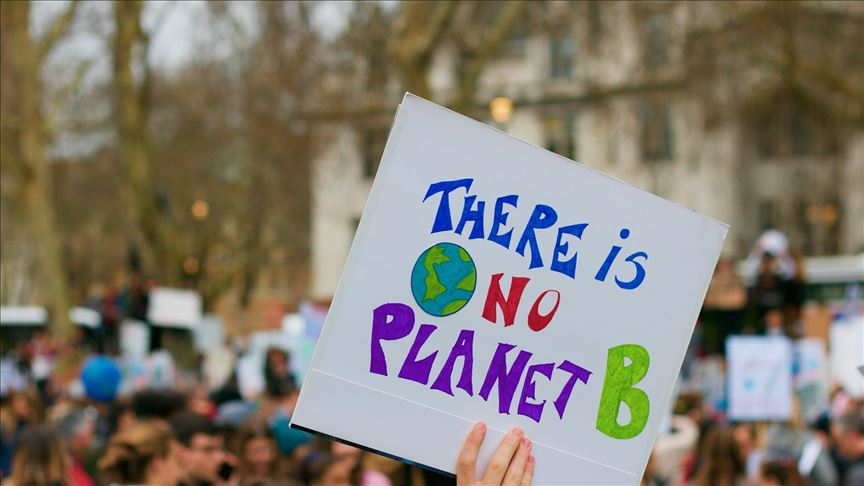 THERE iS
NO
PLANET B